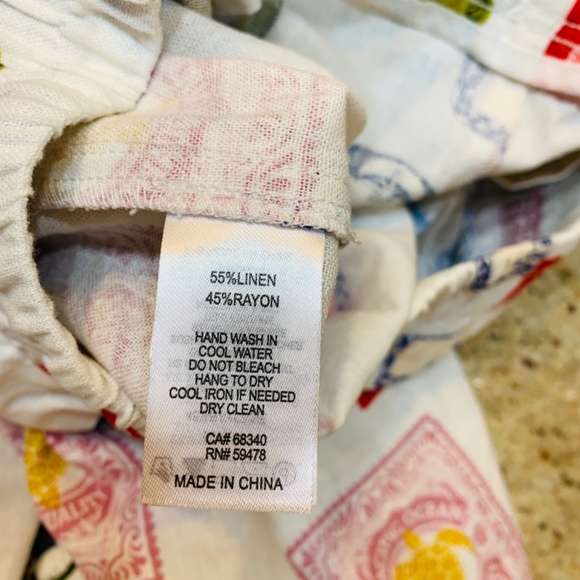 55%LINEN
45%RAYON
HAND WASH IN
COOL WATER
DO NOT BLEACH
HANG TO DRY
COOL IRON IF NEEDED
DRY CLEAN
CA# 68340
RN# 59478
MADE IN CHINA
OCEAN